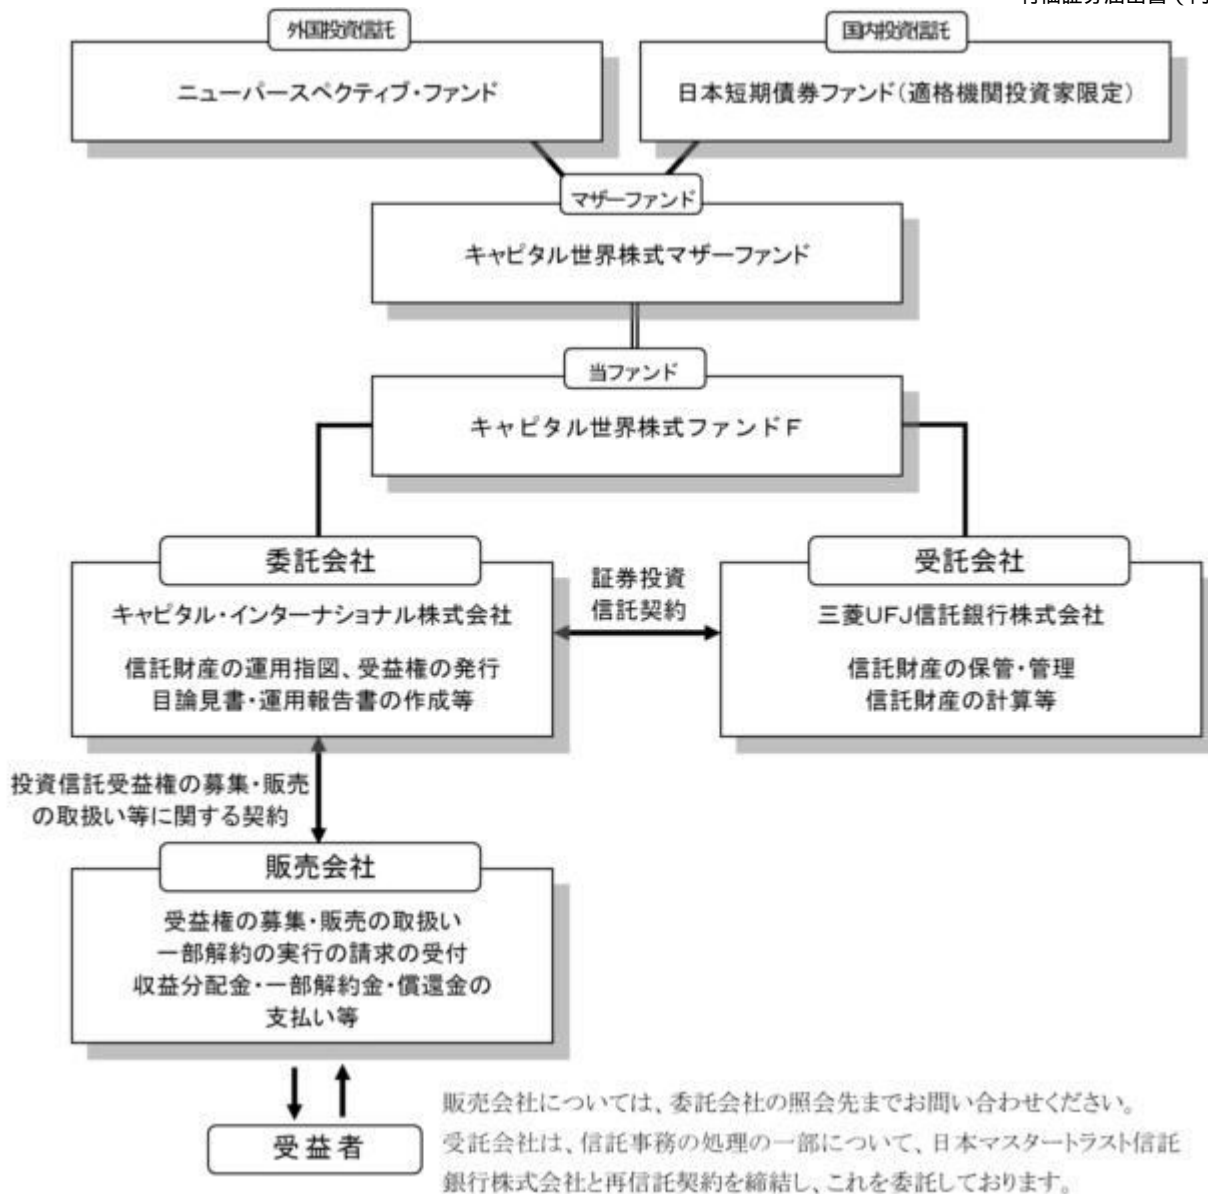 外国投資信託
国内投資信託
ニューパースペクティブ・ファンド
日本短期債券ファンド(適格機関投資家限定)
マザーファンド
キャピタル世界株式マザーファンド
当ファンド
キャピタル世界株式ファンドF
委託会社
キャピタル・インターナショナル株式会社
信託財産の運用指図、受益権の発行
目論見書・運用報告書の作成等
証券投資
信託契約
受託会社
三菱UFJ信託銀行株式会社
信託財産の保管・管理
信託財産の計算等
投資信託受益権の募集・販売
の取扱い等に関する契約
販売会社
受益権の募集・販売の取扱い
一部解約の実行の請求の受付
収益分配金・一部解約金・償還金の
支払い等
受益者
販売会社については、委託会社の照会先までお問い合わせください。
受託会社は、信託事務の処理の一部について、日本マスタートラスト信託
銀行株式会社と再信託契約を締結し、これを委託しております。